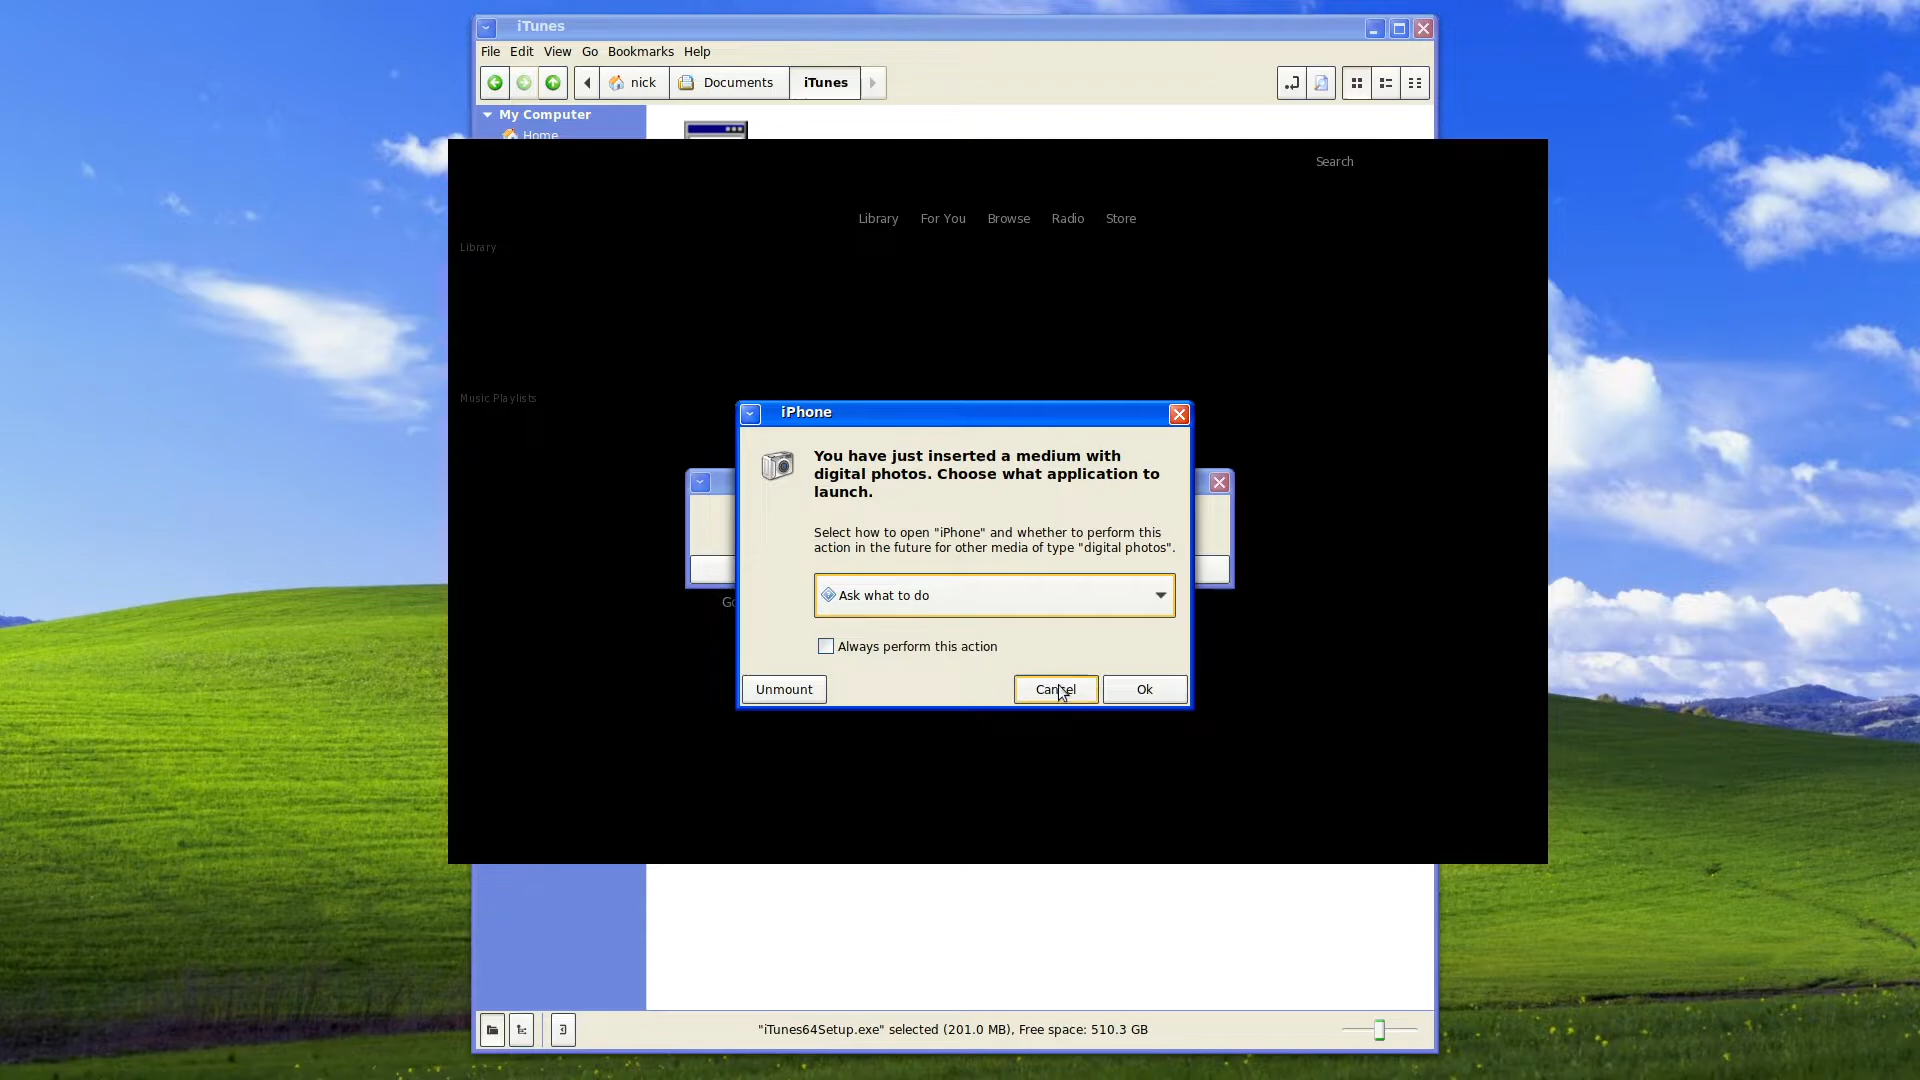 iTunes
File Edit View Go Bookmarks Help
nick Documents iTunes
My Computer
Home
Search
Library For You Browse Radio Store
Library
Music Playlists
iPhone
You have just inserted a medium with
digital photos. Choose what application to
launch.
Select how to open "iPhone" and whether to perform this
action in the future for other media of type "digital photos".
Ask what to do
Go
Always perform this action
Unmount Cancel Ok
"iTunes64Setup.exe" selected (201.0 MB), Free space: 510.3 GB